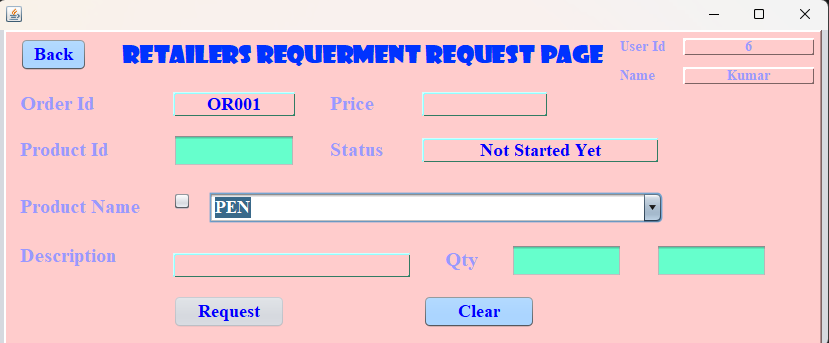 Back
RETAILERS REQUERMENT REQUEST PAGE
User Id 6
Name Kumar
Order Id OR001 Price
Product Id Status Not Started Yet
Product Name PEN
Description Qty
Request Clear